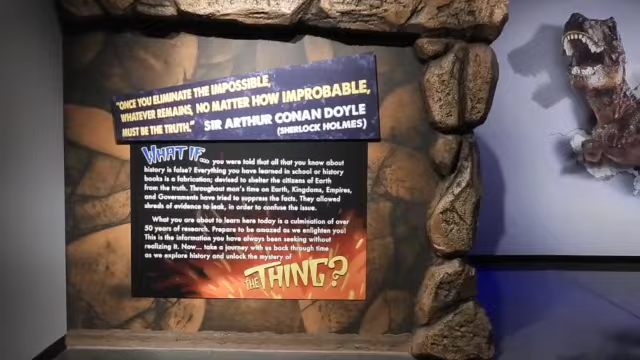 "ONCE YOU ELIMINATE THE IMPOSSIBLE,
WHATEVER REMAINS, NO MATTER HOW IMPROBABLE,
MUST BE THE TRUTH." SIR ARTHUR CONAN DOYLE
(SHERLOCK HOLMES)
WHAT IF... you were told that all that you know about
history is false? Everything you have learned in school or history
books is a fabrication; devised to shelter the citizens of Earth
from the truth. Throughout man's time on Earth, Kingdoms, Empires,
and Governments have tried to suppress the facts. They allowed
shreds of evidence to leak, in order to confuse the issue.
What you are about to learn here today is a culmination of over
50 years of research. Prepare to be amazed as we enlighten you!
This is the information you have always been seeking without
realizing it. Now... take a journey with us back through time
as we explore history and unlock the mystery of
THE THING?